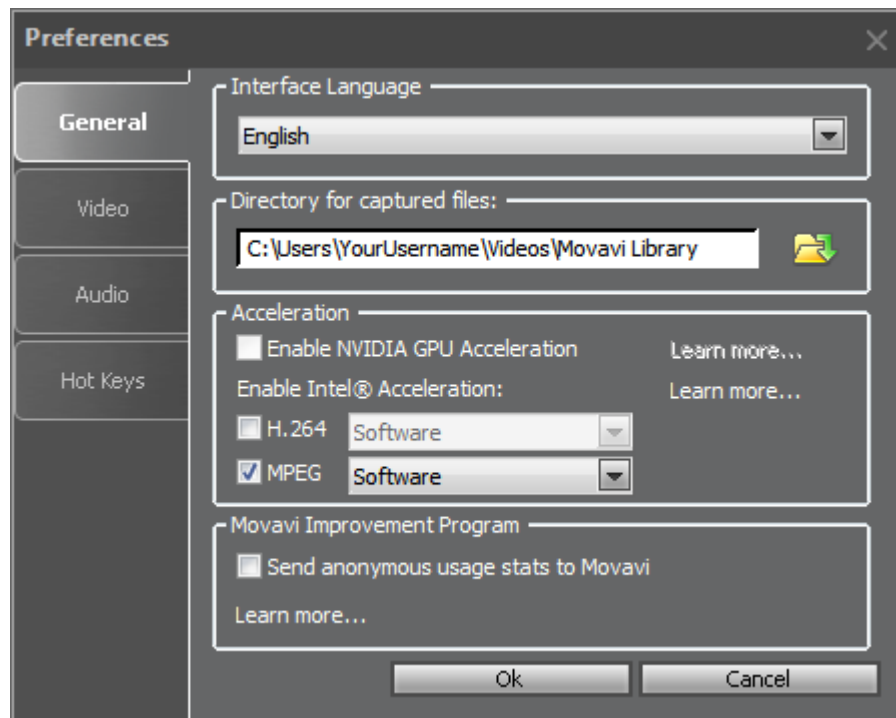 Preferences
General
Video
Audio
Hot Keys
Interface Language
English
Directory for captured files:
C:\Users\YourUsername\Videos\Movavi Library
Acceleration
Enable NVIDIA GPU Acceleration Learn more...
Enable Intel® Acceleration: Learn more...
H.264 Software
MPEG Software
Movavi Improvement Program
Send anonymous usage stats to Movavi
Learn more...
Ok Cancel